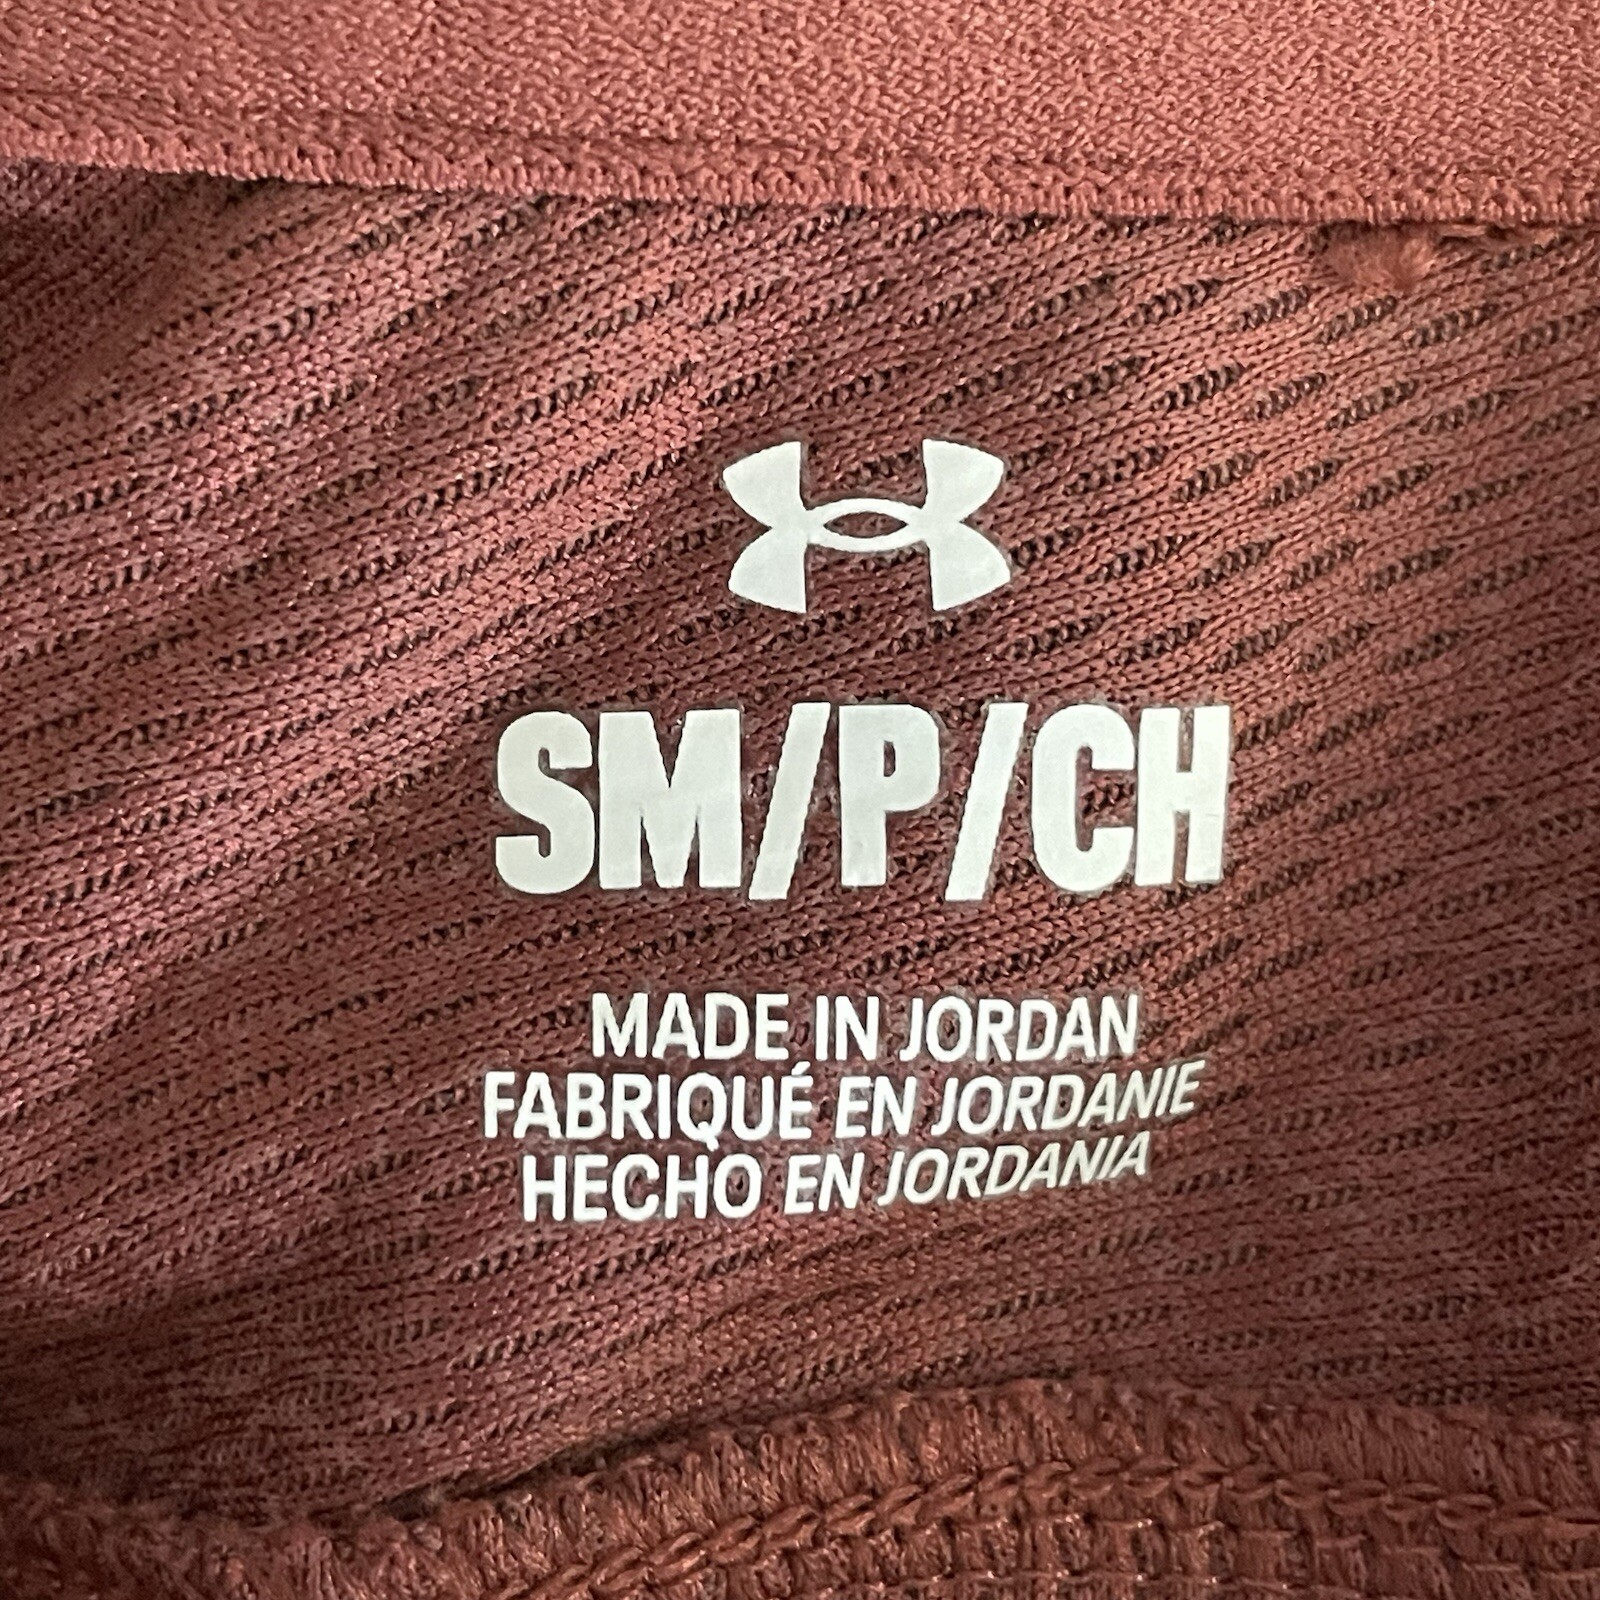 SM/P/CH
MADE IN JORDAN
FABRIQUÉ EN JORDANIE
HECHO EN JORDANIA